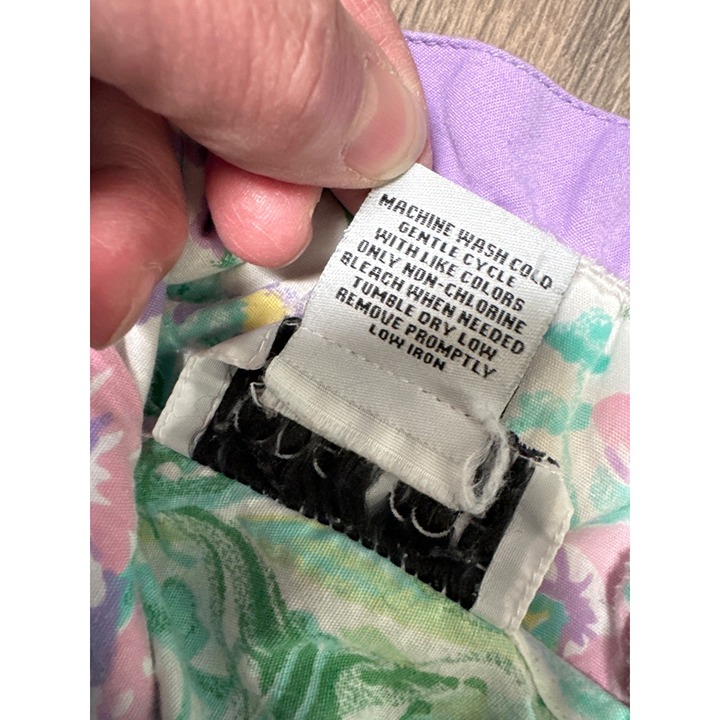 MACHINE WASH COLD
GENTLE CYCLE
WITH LIKE COLORS
ONLY NON-CHLORINE
BLEACH WHEN NEEDED
TUMBLE DRY LOW
REMOVE PROMPTLY
LOW IRON